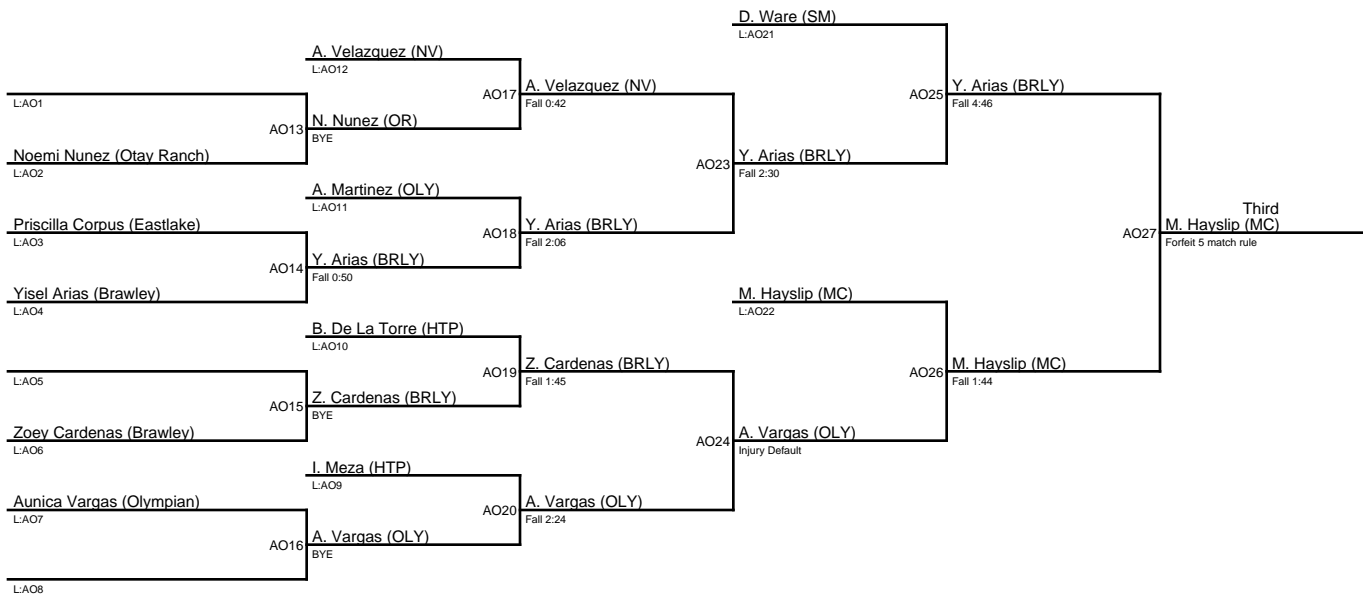 D. Ware (SM)
L:AO21
A. Velazquez (NV)
L:AO12
AO17
A. Velazquez (NV)
Fall 0:42
AO25
Y. Arias (BRLY)
Fall 4:46
L:AO1
AO13
N. Nunez (OR)
BYE
Noemi Nunez (Otay Ranch)
L:AO2
AO23
Y. Arias (BRLY)
Fall 2:30
A. Martinez (OLY)
L:AO11
Priscilla Corpus (Eastlake)
L:AO3
AO18
Y. Arias (BRLY)
Fall 2:06
AO27
Third
M. Hayslip (MC)
Forfeit 5 match rule
AO14
Y. Arias (BRLY)
Fall 0:50
Yisel Arias (Brawley)
L:AO4
M. Hayslip (MC)
L:AO22
B. De La Torre (HTP)
L:AO10
L:AO5
AO19
Z. Cardenas (BRLY)
Fall 1:45
AO26
M. Hayslip (MC)
Fall 1:44
AO15
Z. Cardenas (BRLY)
BYE
Zoey Cardenas (Brawley)
L:AO6
AO24
A. Vargas (OLY)
Injury Default
I. Meza (HTP)
L:AO9
Aunica Vargas (Olympian)
L:AO7
AO20
A. Vargas (OLY)
Fall 2:24
AO16
A. Vargas (OLY)
BYE
L:AO8